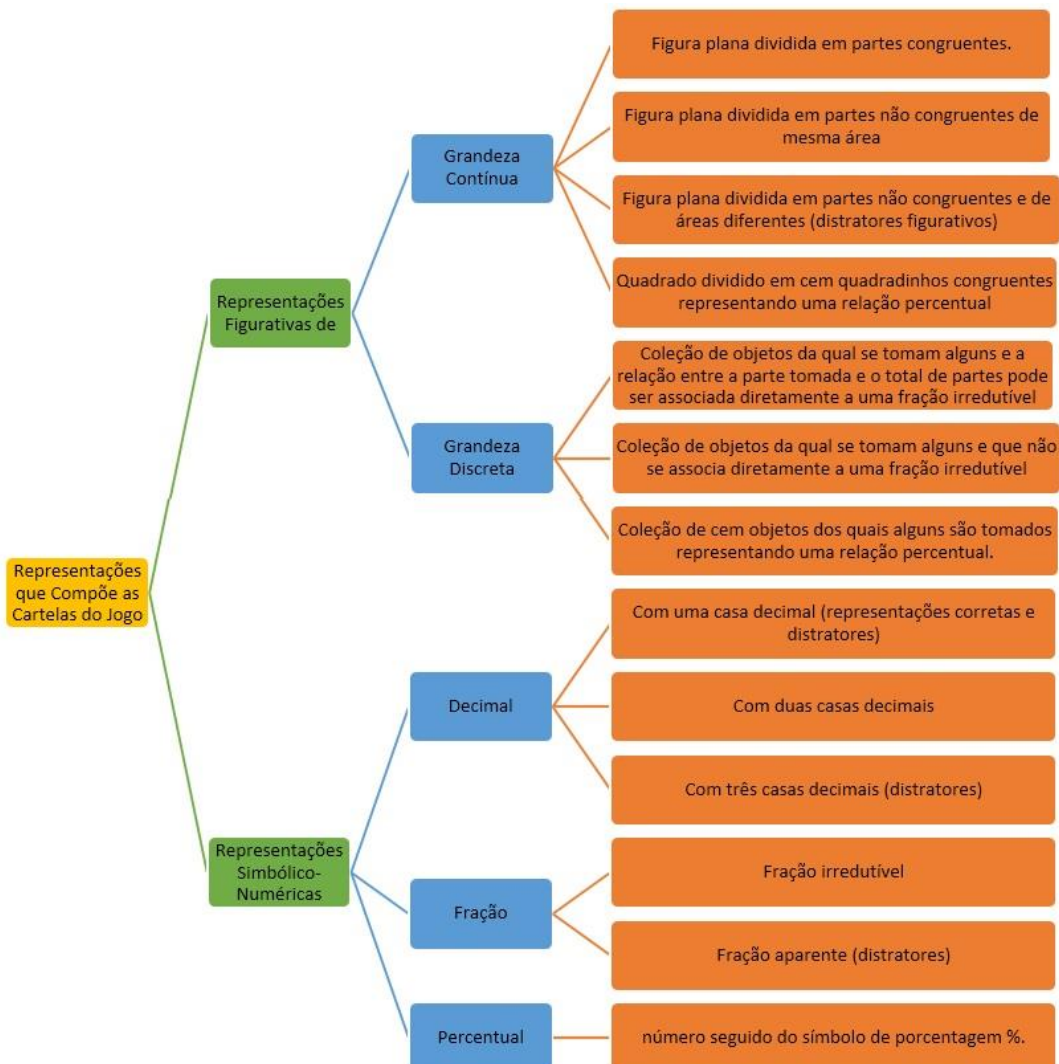 Representações
que Compõe as
Cartelas do Jogo
Representações
Figurativas de
Grandeza
Contínua
Figura plana dividida em partes congruentes.
Figura plana dividida em partes não congruentes de
mesma área
Figura plana dividida em partes não congruentes e de
áreas diferentes (distratores figurativos)
Quadrado dividido em cem quadradinhos congruentes
representando uma relação percentual
Grandeza
Discreta
Coleção de objetos da qual se tomam alguns e a
relação entre a parte tomada e o total de partes pode
ser associada diretamente a uma fração irredutível
Coleção de objetos da qual se tomam alguns e que não
se associa diretamente a uma fração irredutível
Coleção de cem objetos dos quais alguns são tomados
representando uma relação percentual.
Representações
Simbólico-
Numéricas
Decimal
Com uma casa decimal (representações corretas e
distratores)
Com duas casas decimais
Com três casas decimais (distratores)
Fração
Fração irredutível
Fração aparente (distratores)
Percentual
número seguido do símbolo de porcentagem %.